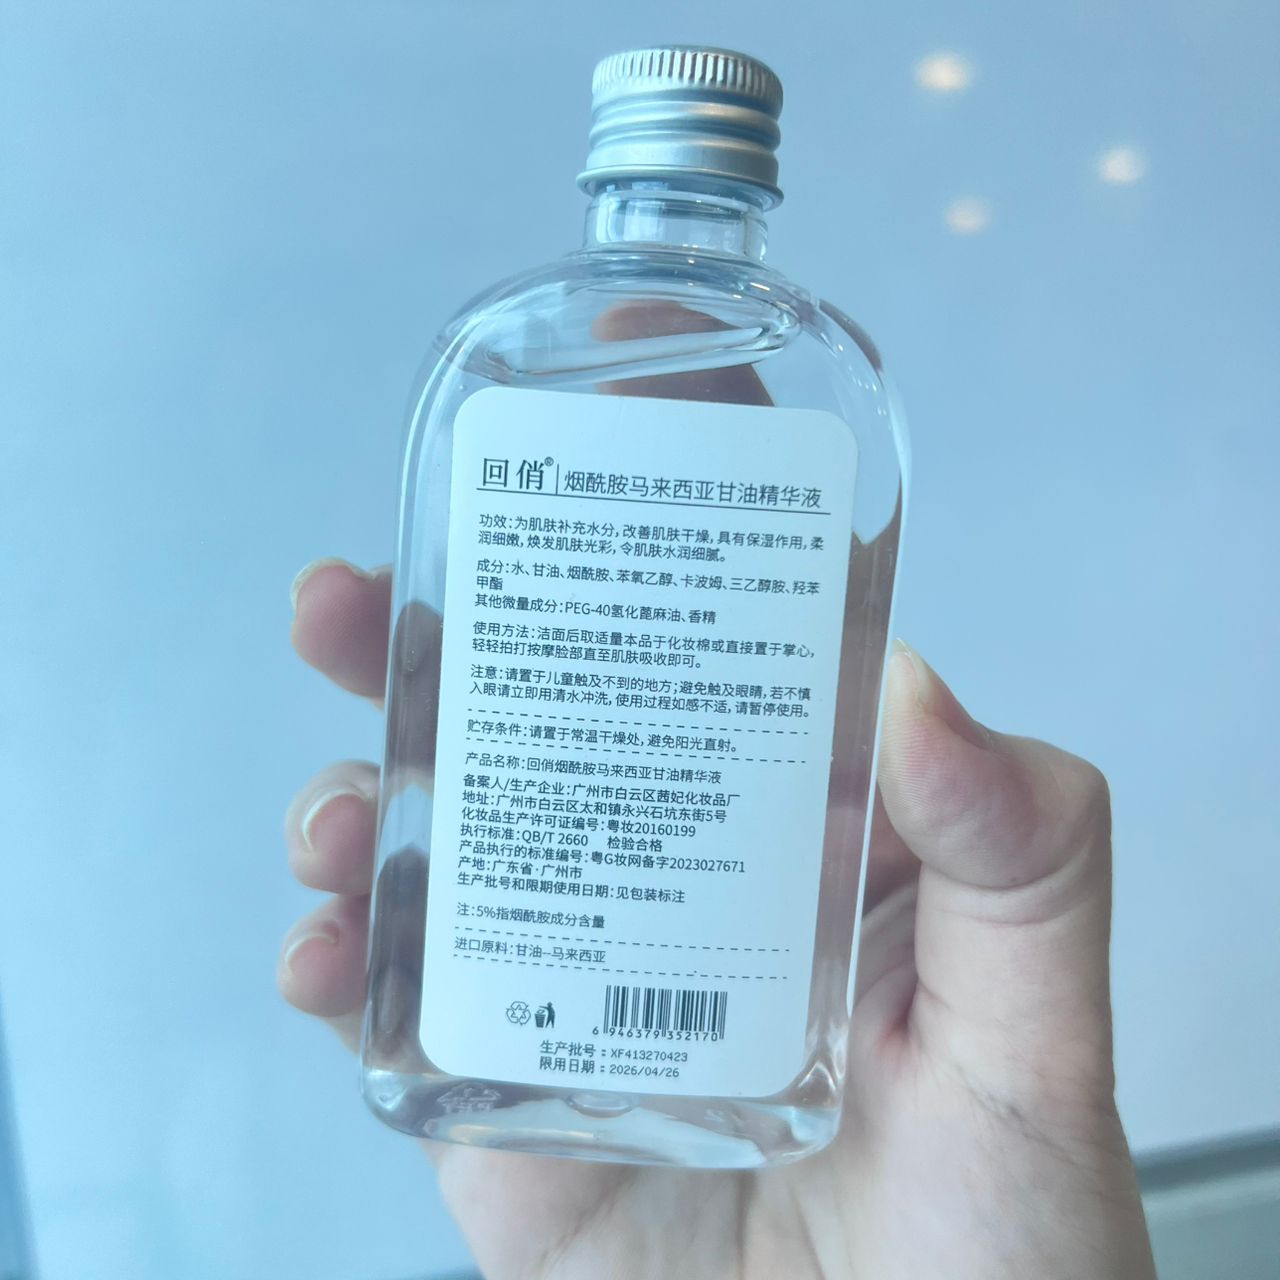 回俏® 烟酰胺马来西亚甘油精华液
功效:为肌肤补充水分,改善肌肤干燥,具有保湿作用,柔
润细嫩,焕发肌肤光彩,令肌肤水润细腻。
成分:水、甘油、烟酰胺、苯氧乙醇、卡波姆、三乙醇胺、羟苯
甲酯
其他微量成分:PEG-40氢化蓖麻油、香精
使用方法:洁面后取适量本品于化妆棉或直接置于掌心,
轻轻拍打按摩脸部直至肌肤吸收即可。
注意:请置于儿童触及不到的地方;避免触及眼睛,若不慎
入眼请立即用清水冲洗,使用过程如感不适,请暂停使用。
贮存条件:请置于常温干燥处,避免阳光直射。
产品名称:回俏烟酰胺马来西亚甘油精华液
备案人/生产企业:广州市白云区茜妃化妆品厂
地址:广州市白云区太和镇永兴石坑东街5号
化妆品生产许可证编号:粤妆20160199
执行标准:QB/T 2660 检验合格
产品执行的标准编号:粤G妆网备字2023027671
产地:广东省·广州市
生产批号和限期使用日期:见包装标注
注:5%指烟酰胺成分含量
进口原料:甘油--马来西亚
6 946379 352170
生产批号:XF413270423
限用日期:2026/04/26